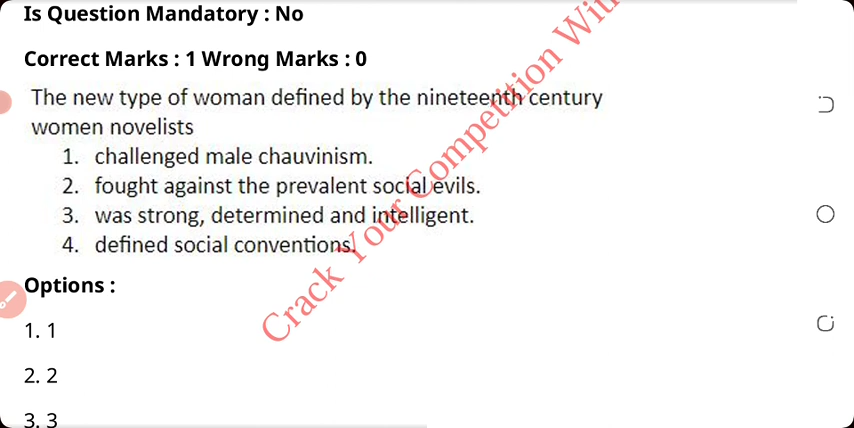 Is Question Mandatory : No
Correct Marks : 1 Wrong Marks : 0
The new type of woman defined by the nineteenth century
women novelists
1. challenged male chauvinism.
2. fought against the prevalent social evils.
3. was strong, determined and intelligent.
4. defined social conventions.
Crack Your Competition With
Options :
1. 1
2. 2
3. 3